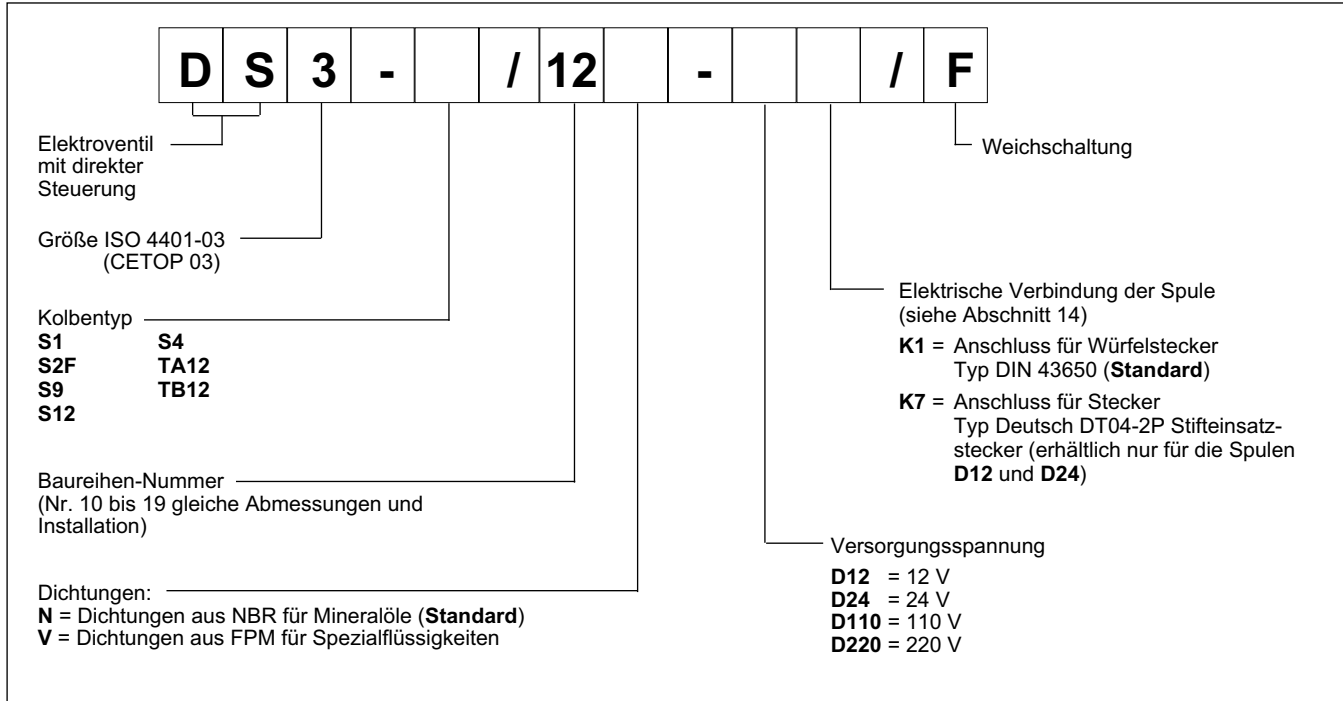 D S 3 - / 12 - / F
Elektroventil
mit direkter
Steuerung
Weichschaltung
Größe ISO 4401-03
(CETOP 03)
Kolbentyp
S1 S4
S2F TA12
S9 TB12
S12
Elektrische Verbindung der Spule
(siehe Abschnitt 14)
K1 = Anschluss für Würfelstecker
Typ DIN 43650 (Standard)
K7 = Anschluss für Stecker
Typ Deutsch DT04-2P Stifteinsatz-
stecker (erhältlich nur für die Spulen
D12 und D24)
Baureihen-Nummer
(Nr. 10 bis 19 gleiche Abmessungen und
Installation)
Versorgungsspannung
D12 = 12 V
D24 = 24 V
D110 = 110 V
D220 = 220 V
Dichtungen:
N = Dichtungen aus NBR für Mineralöle (Standard)
V = Dichtungen aus FPM für Spezialflüssigkeiten